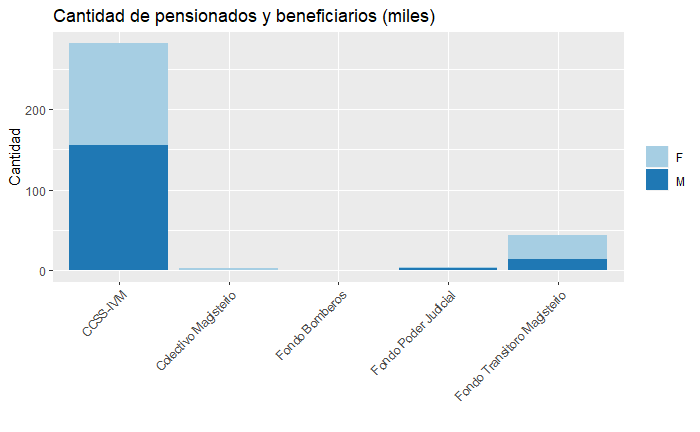 Cantidad de pensionados y beneficiarios (miles)
Cantidad
200
100
0
F
M
CCSS-IVM
Colectivo Magisterio
Fondo Bomberos
Fondo Poder Judicial
Fondo Transitoro Magisterio